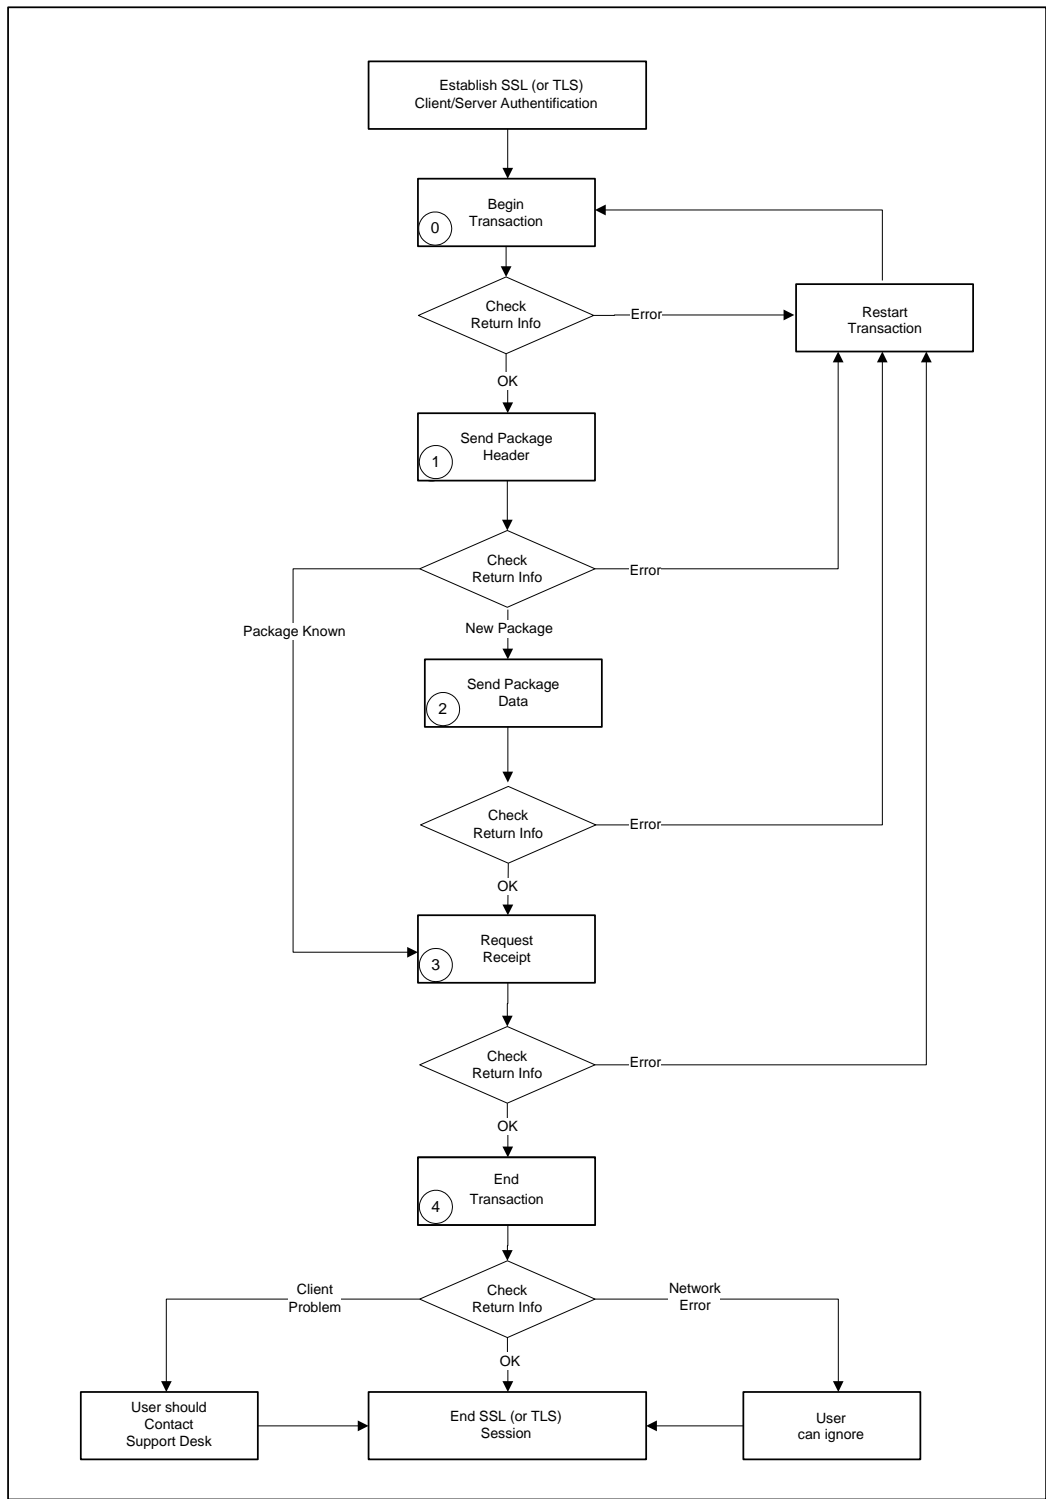 Establish SSL (or TLS)
Client/Server Authentification
Begin
Transaction
0
Check
Return Info
Error
Restart
Transaction
OK
Send Package
Header
1
Check
Return Info
Error
Package Known
New Package
Send Package
Data
2
Check
Return Info
Error
OK
Request
Receipt
3
Check
Return Info
Error
OK
End
Transaction
4
Client
Problem
Check
Return Info
Network
Error
OK
User should
Contact
Support Desk
End SSL (or TLS)
Session
User
can ignore